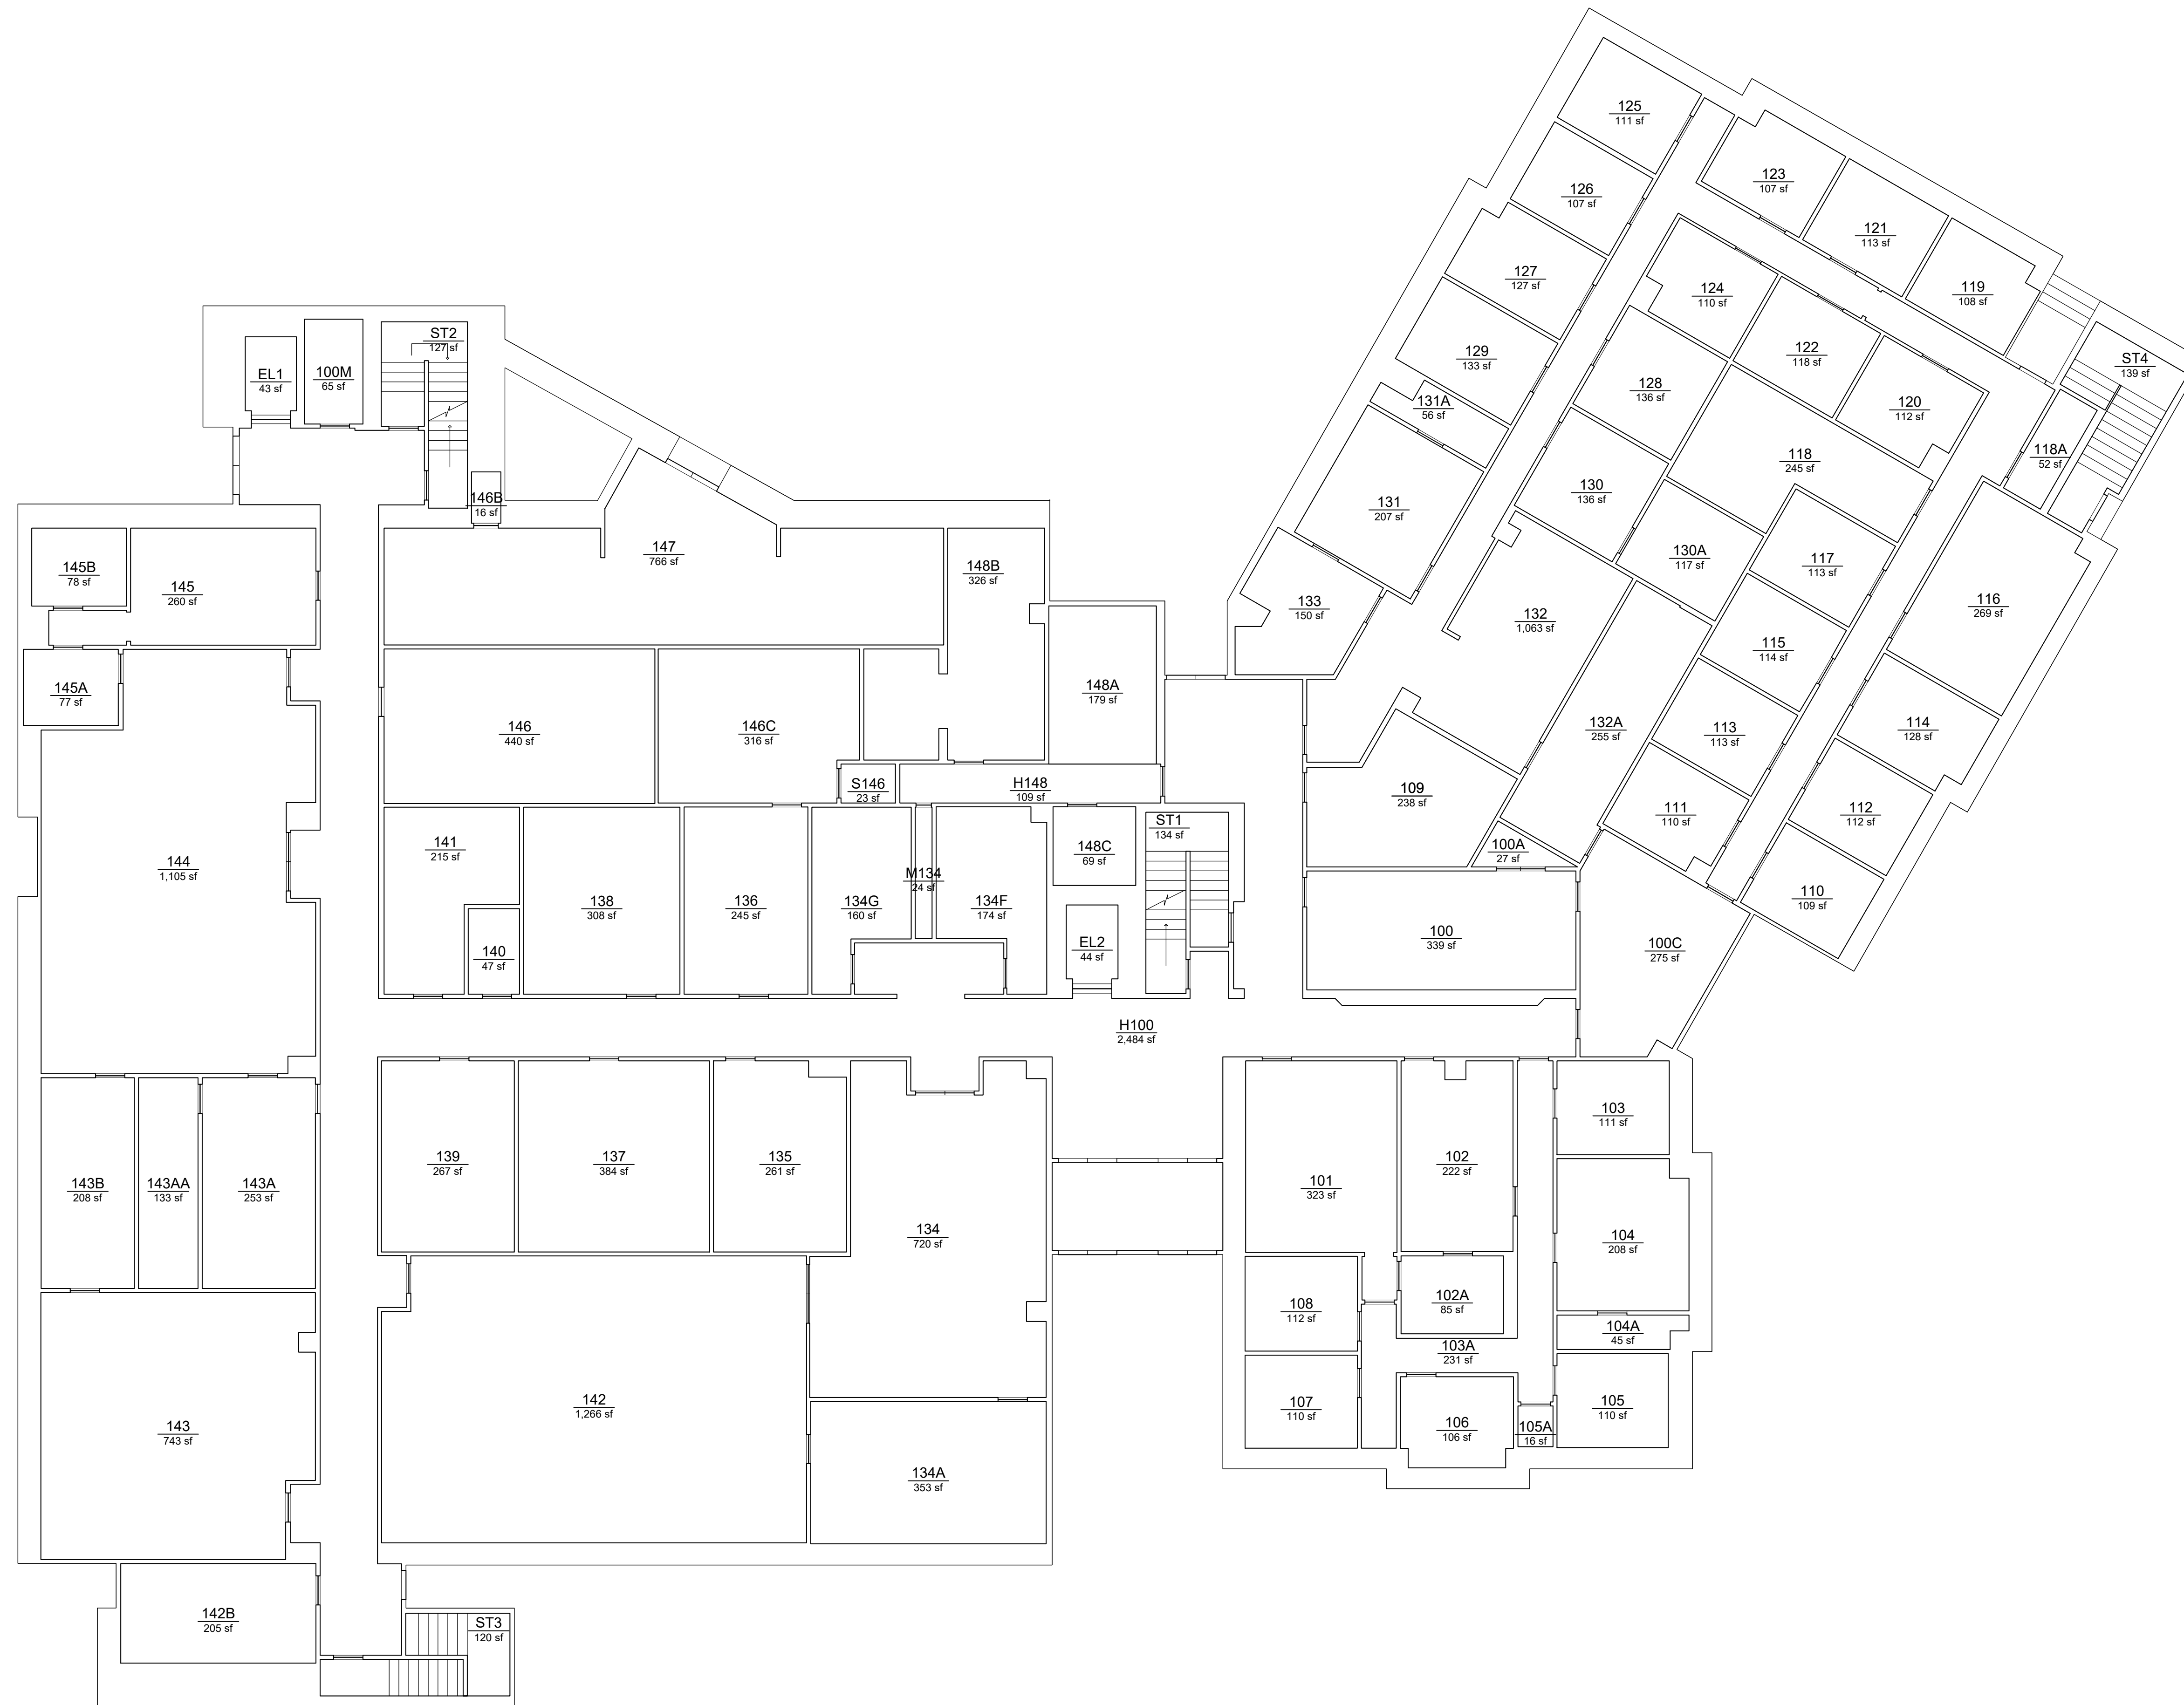 125
111 sf
126
107 sf
123
107 sf
121
113 sf
119
108 sf
127
127 sf
124
110 sf
129
133 sf
122
118 sf
ST4
139 sf
128
136 sf
120
112 sf
131A
56 sf
118
245 sf
118A
52 sf
130
136 sf
131
207 sf
130A
117 sf
117
113 sf
133
150 sf
132
1,063 sf
116
269 sf
115
114 sf
132A
255 sf
113
113 sf
114
128 sf
109
238 sf
111
110 sf
112
112 sf
100A
27 sf
110
109 sf
100
339 sf
100C
275 sf
ST2
127 sf
EL1
43 sf
100M
65 sf
146B
16 sf
147
766 sf
148B
326 sf
145B
78 sf
145
260 sf
145A
77 sf
148A
179 sf
146
440 sf
146C
316 sf
S146
23 sf
H148
109 sf
ST1
134 sf
144
1,105 sf
141
215 sf
148C
69 sf
M134
24 sf
138
308 sf
136
245 sf
134G
160 sf
134F
174 sf
140
47 sf
EL2
44 sf
H100
2,484 sf
103
111 sf
143B
208 sf
143AA
133 sf
143A
253 sf
139
267 sf
137
384 sf
135
261 sf
102
222 sf
101
323 sf
134
720 sf
104
208 sf
108
112 sf
102A
85 sf
104A
45 sf
103A
231 sf
142
1,266 sf
107
110 sf
106
106 sf
105A
16 sf
105
110 sf
143
743 sf
134A
353 sf
142B
205 sf
ST3
120 sf